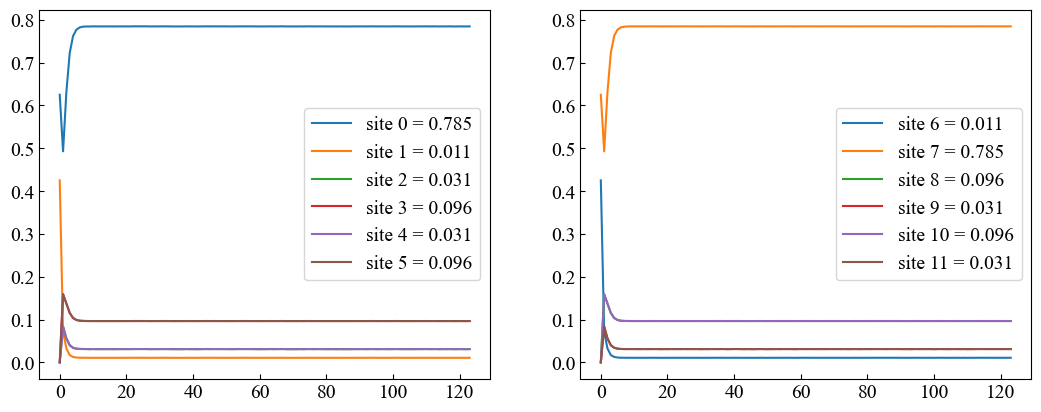 0.8
0.7
0.6
0.5
0.4
0.3
0.2
0.1
0.0
0 20 40 60 80 100 120
site 0 = 0.785
site 1 = 0.011
site 2 = 0.031
site 3 = 0.096
site 4 = 0.031
site 5 = 0.096
0.8
0.7
0.6
0.5
0.4
0.3
0.2
0.1
0.0
0 20 40 60 80 100 120
site 6 = 0.011
site 7 = 0.785
site 8 = 0.096
site 9 = 0.031
site 10 = 0.096
site 11 = 0.031